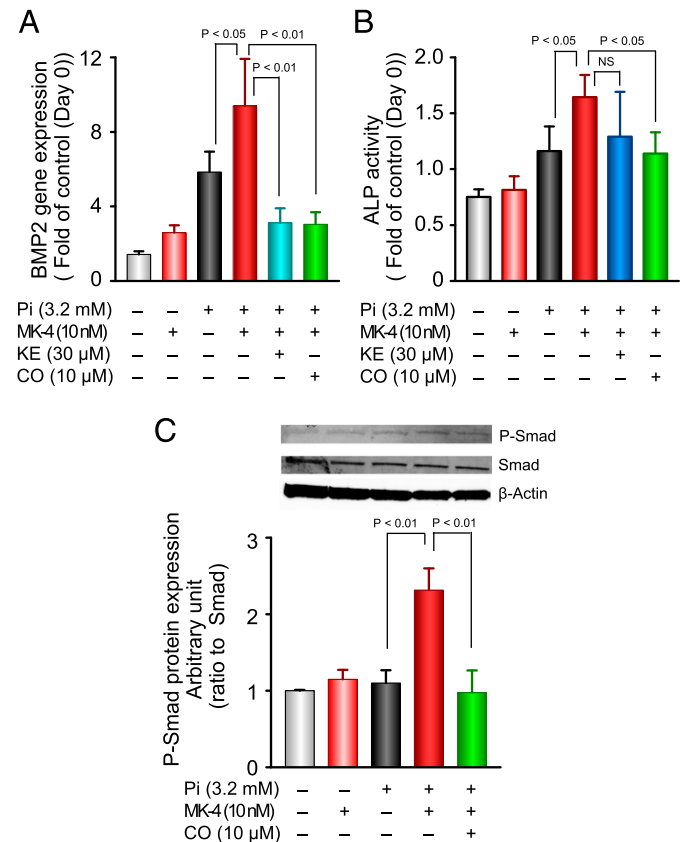 A
P < 0.05
P < 0.01
P < 0.01
BMP2 gene expression
( Fold of control (Day 0))
12
8
4
0
Pi (3.2 mM) – – + + + +
MK-4(10nM) – + – + + +
KE (30 µM) – – – – + –
CO (10 µM) – – – – – +
B
P < 0.05
P < 0.05
NS
ALP activity
( Fold of control (Day 0))
2.0
1.5
1.0
0.5
0
Pi (3.2 mM) – – + + + +
MK-4(10nM) – + – + + +
KE (30 µM) – – – – + –
CO (10 µM) – – – – – +
C
P-Smad
Smad
β-Actin
P < 0.01
P < 0.01
P-Smad protein expression
Arbitrary unit
(ratio to Smad)
3
2
1
0
Pi (3.2 mM) – – + + +
MK-4(10nM) – + – + +
CO (10 µM) – – – – +